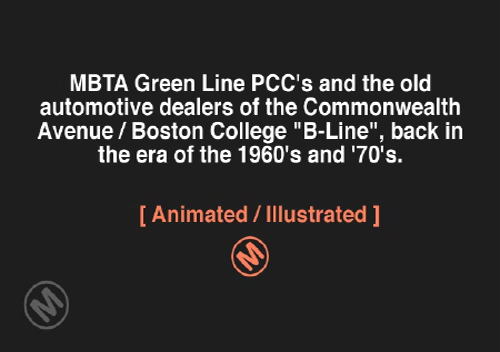 MBTA Green Line PCC's and the old
automotive dealers of the Commonwealth
Avenue / Boston College "B-Line", back in
the era of the 1960's and '70's.
[ Animated / Illustrated ]
M
M